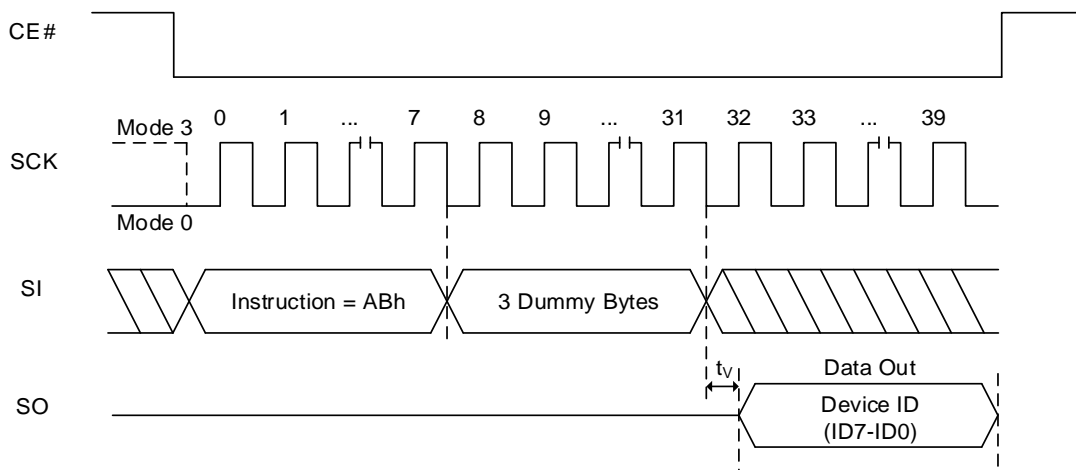 CE#
0 1 ... 7 8 9 ... 31 32 33 ... 39
Mode 3
SCK
Mode 0
SI
Instruction = ABh
3 Dummy Bytes
tV
Data Out
SO
Device ID
(ID7-ID0)